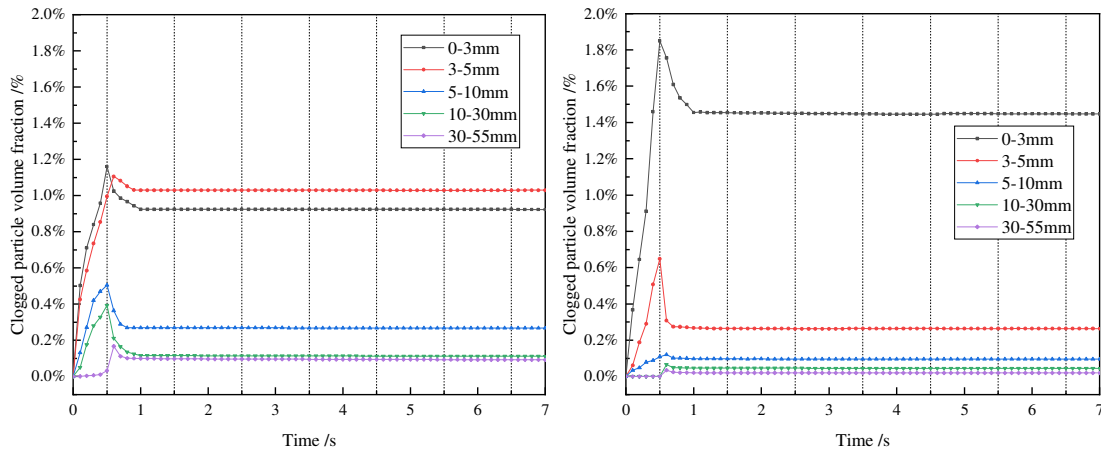 Clogged particle volume fraction /%
2.0%
1.8%
1.6%
1.4%
1.2%
1.0%
0.8%
0.6%
0.4%
0.2%
0.0%
0-3mm
3-5mm
5-10mm
10-30mm
30-55mm
0 1 2 3 4 5 6 7
Time /s
Clogged particle volume fraction /%
2.0%
1.8%
1.6%
1.4%
1.2%
1.0%
0.8%
0.6%
0.4%
0.2%
0.0%
0-3mm
3-5mm
5-10mm
10-30mm
30-55mm
0 1 2 3 4 5 6 7
Time /s